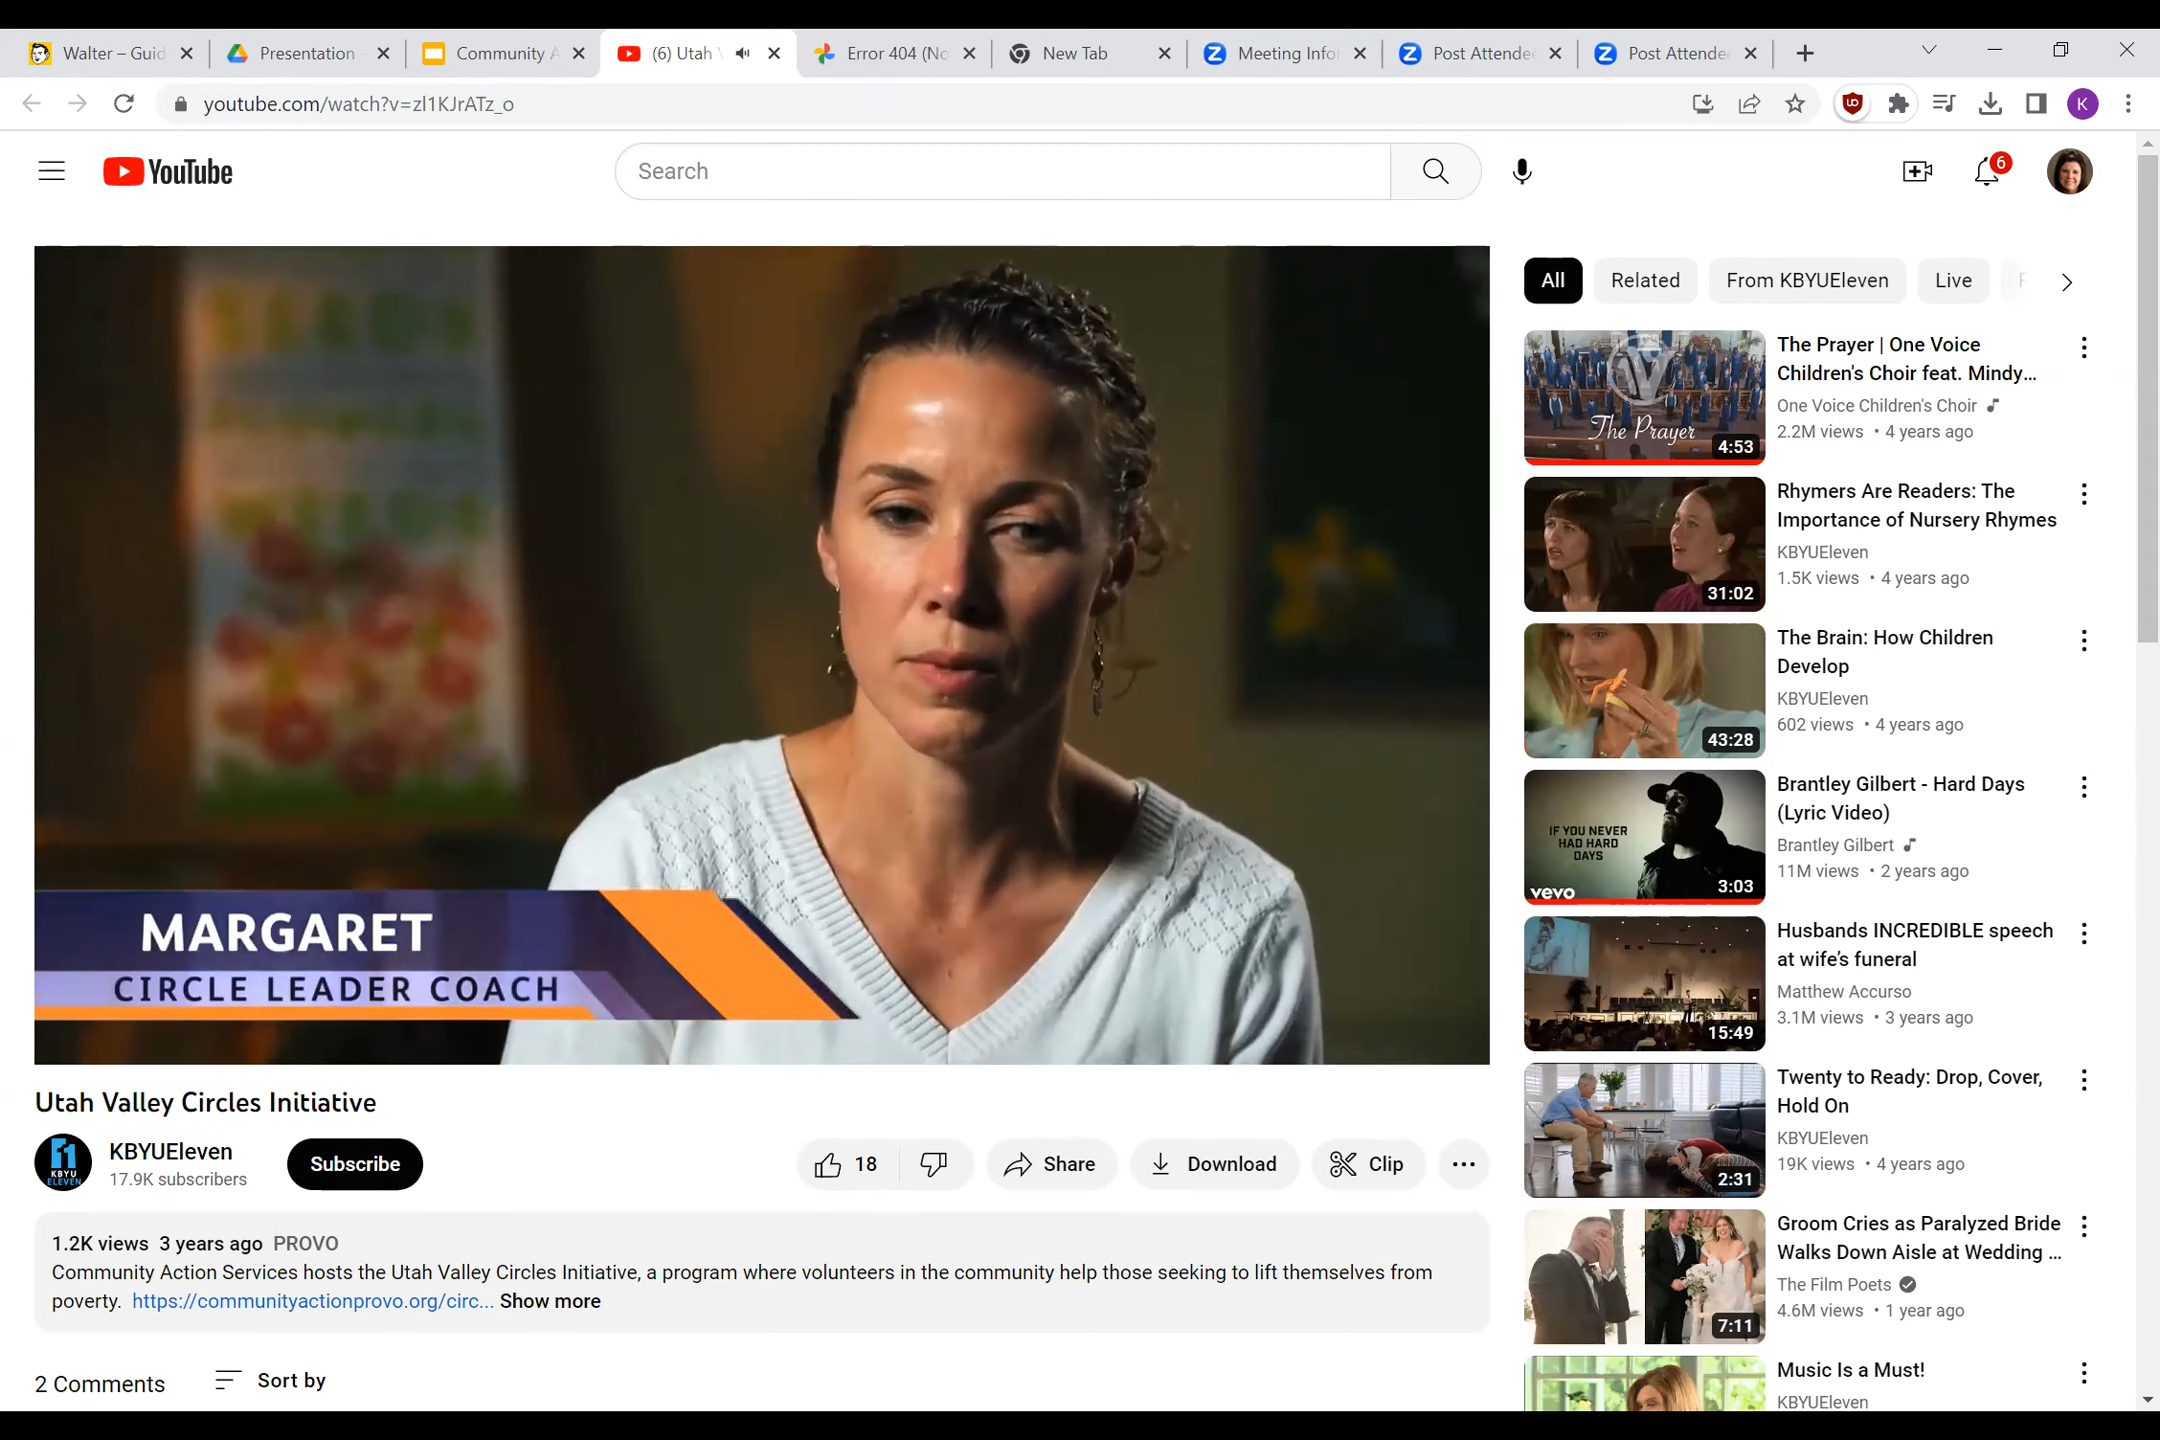 Walter – Guid
Presentation -
Community A
(6) Utah V
Error 404 (No
New Tab
Meeting Infor
Post Attendee
Post Attendee
youtube.com/watch?v=zl1KJrATz_o
K
YouTube
Search
6
MARGARET
CIRCLE LEADER COACH
Utah Valley Circles Initiative
KBYU
ELEVEN
KBYUEleven
17.9K subscribers
Subscribe
18
Share
Download
Clip
1.2K views 3 years ago PROVO
Community Action Services hosts the Utah Valley Circles Initiative, a program where volunteers in the community help those seeking to lift themselves from
poverty. https://communityactionprovo.org/circ... Show more
2 Comments
Sort by
All
Related
From KBYUEleven
Live
The Prayer
4:53
The Prayer | One Voice
Children's Choir feat. Mindy...
One Voice Children's Choir
2.2M views • 4 years ago
31:02
Rhymers Are Readers: The
Importance of Nursery Rhymes
KBYUEleven
1.5K views • 4 years ago
43:28
The Brain: How Children
Develop
KBYUEleven
602 views • 4 years ago
IF YOU NEVER
HAD HARD
DAYS
vevo
3:03
Brantley Gilbert - Hard Days
(Lyric Video)
Brantley Gilbert
11M views • 2 years ago
15:49
Husbands INCREDIBLE speech
at wife’s funeral
Matthew Accurso
3.1M views • 3 years ago
2:31
Twenty to Ready: Drop, Cover,
Hold On
KBYUEleven
19K views • 4 years ago
7:11
Groom Cries as Paralyzed Bride
Walks Down Aisle at Wedding ...
The Film Poets
4.6M views • 1 year ago
Music Is a Must!
KBYUEleven